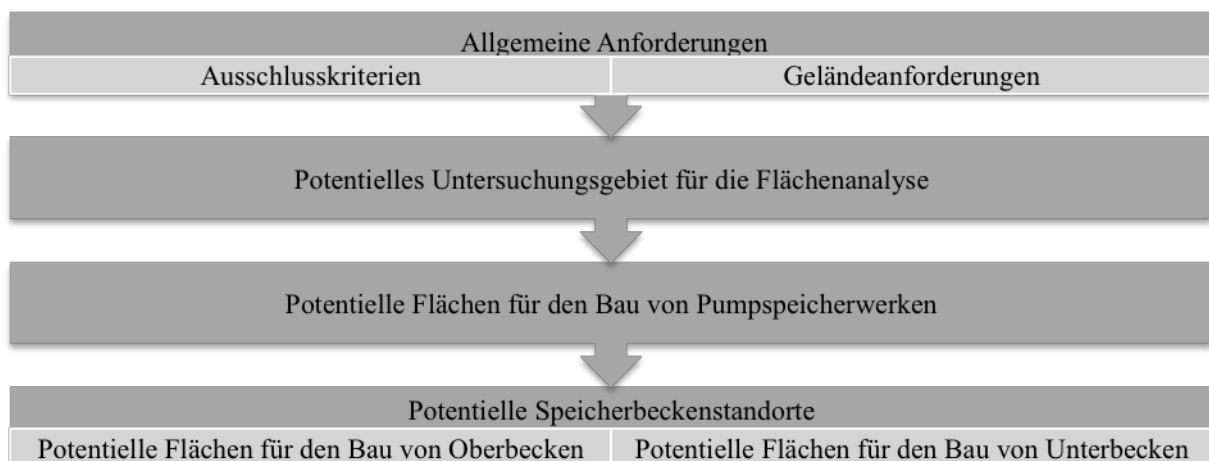 Allgemeine Anforderungen
Ausschlusskriterien
Geländeanforderungen
Potentielles Untersuchungsgebiet für die Flächenanalyse
Potentielle Flächen für den Bau von Pumpspeicherwerken
Potentielle Speicherbeckenstandorte
Potentielle Flächen für den Bau von Oberbecken
Potentielle Flächen für den Bau von Unterbecken